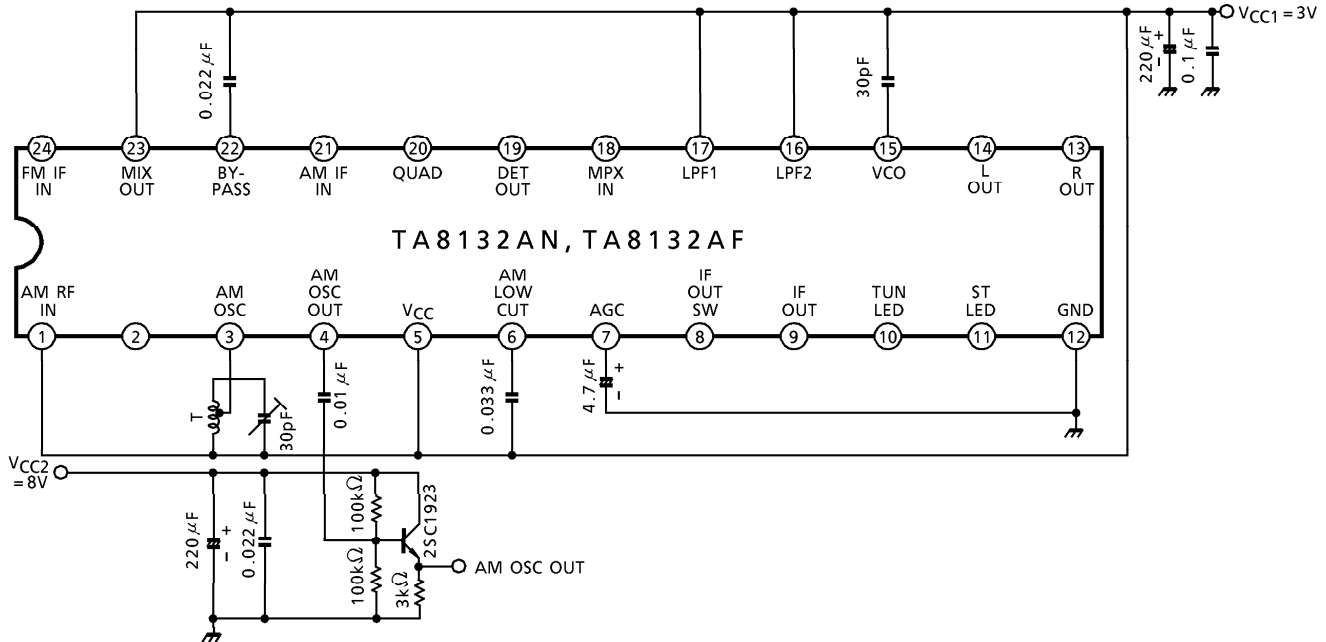 VCC1 = 3V
0.022 μF
30pF
220 μF
+
-
0.1 μF
24 23 22 21 20 19 18 17 16 15 14 13
FM IF IN
MIX OUT
BY-PASS
AM IF IN
QUAD
DET OUT
MPX IN
LPF1
LPF2
VCO
L OUT
R OUT
TA8132AN, TA8132AF
AM RF IN
AM OSC
AM OSC OUT
VCC
AM LOW CUT
AGC
IF OUT SW
IF OUT
TUN LED
ST LED
GND
1 2 3 4 5 6 7 8 9 10 11 12
T
30pF
0.01 μF
0.033 μF
4.7 μF
+
-
VCC2 = 8V
220 μF
+
-
0.022 μF
100kΩ
100kΩ
2SC1923
3kΩ
AM OSC OUT